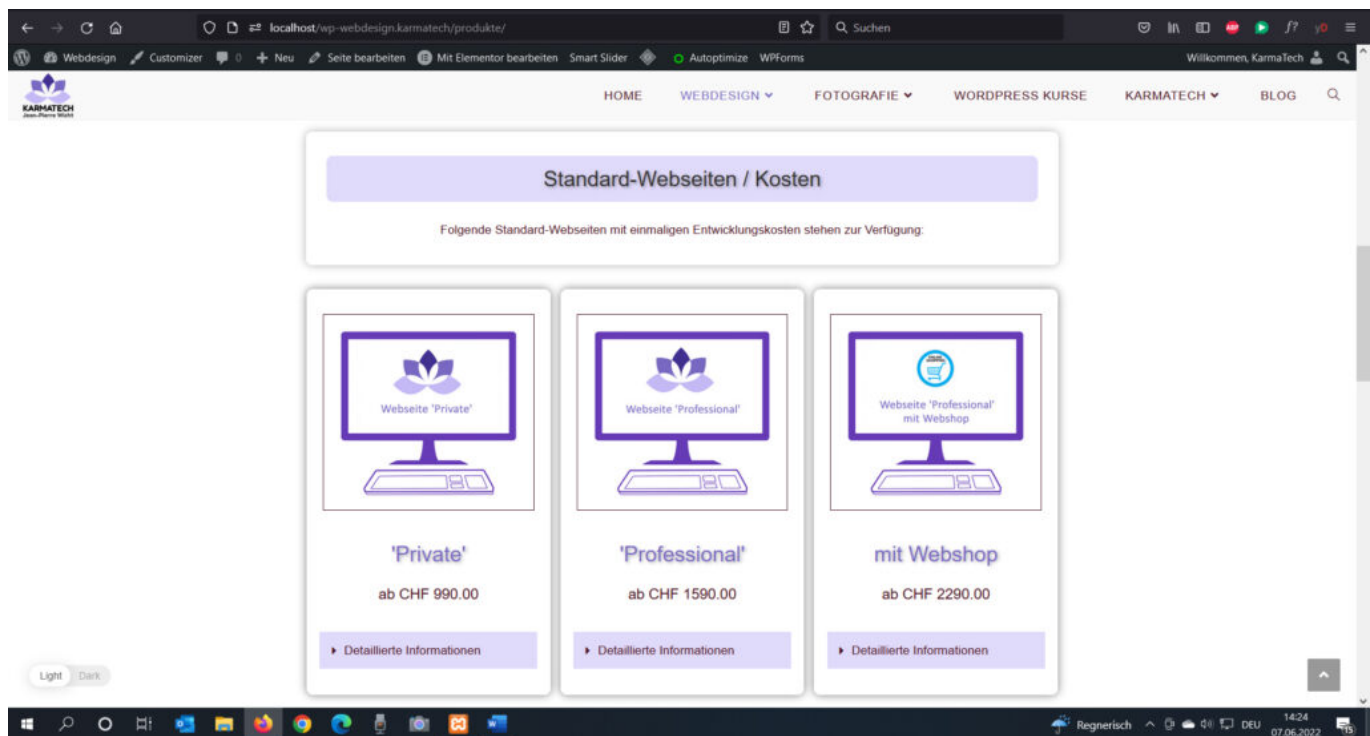 localhost/wp-webdesign.karmatech/produkte/
Suchen
Webdesign Customizer 0 Neu Seite bearbeiten Mit Elementor bearbeiten Smart Slider Autoptimize WPForms
Willkommen, KarmaTech
KARMATECH
Jean-Pierre Wicht
HOME WEBDESIGN FOTOGRAFIE WORDPRESS KURSE KARMATECH BLOG
Standard-Webseiten / Kosten
Folgende Standard-Webseiten mit einmaligen Entwicklungskosten stehen zur Verfügung:
Webseite 'Private'
'Private'
ab CHF 990.00
Detaillierte Informationen
Webseite 'Professional'
'Professional'
ab CHF 1590.00
Detaillierte Informationen
Webseite 'Professional'
mit Webshop
mit Webshop
ab CHF 2290.00
Detaillierte Informationen
Light Dark
Regnerisch
DEU
14:24
07.06.2022
15